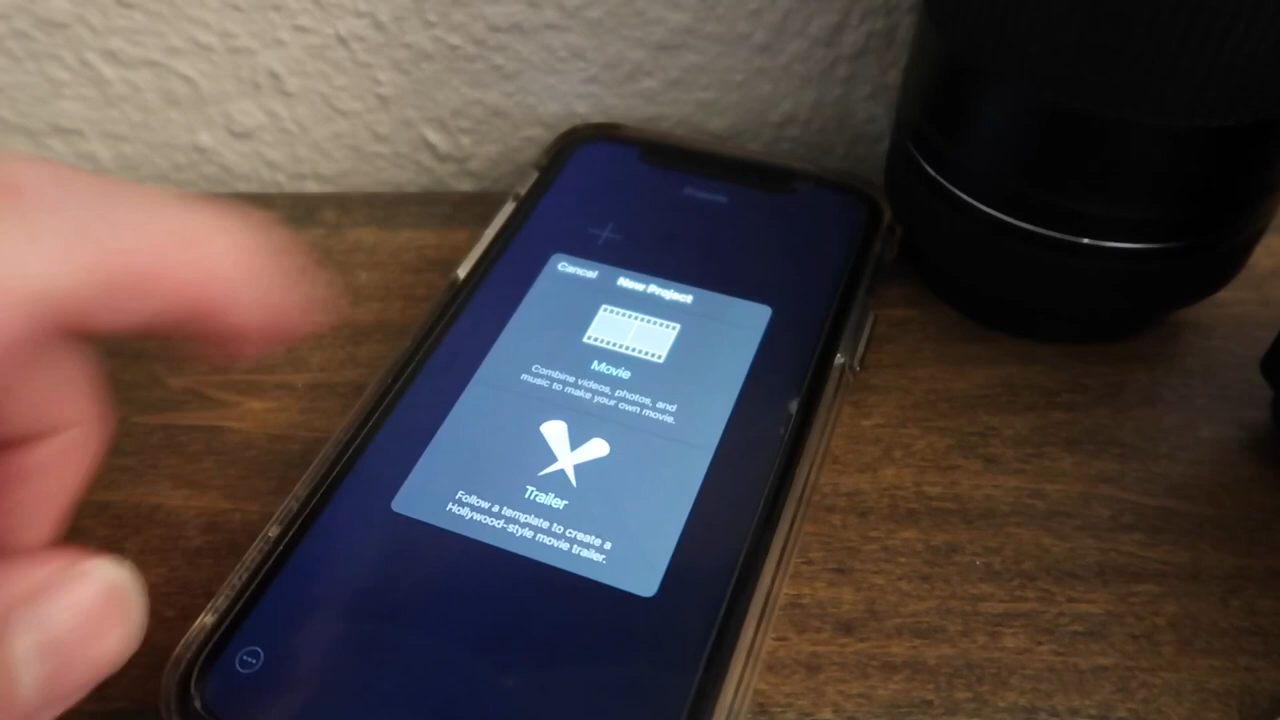 Cancel New Project
Movie
Combine videos, photos, and
music to make your own movie.
Trailer
Follow a template to create a
Hollywood-style movie trailer.